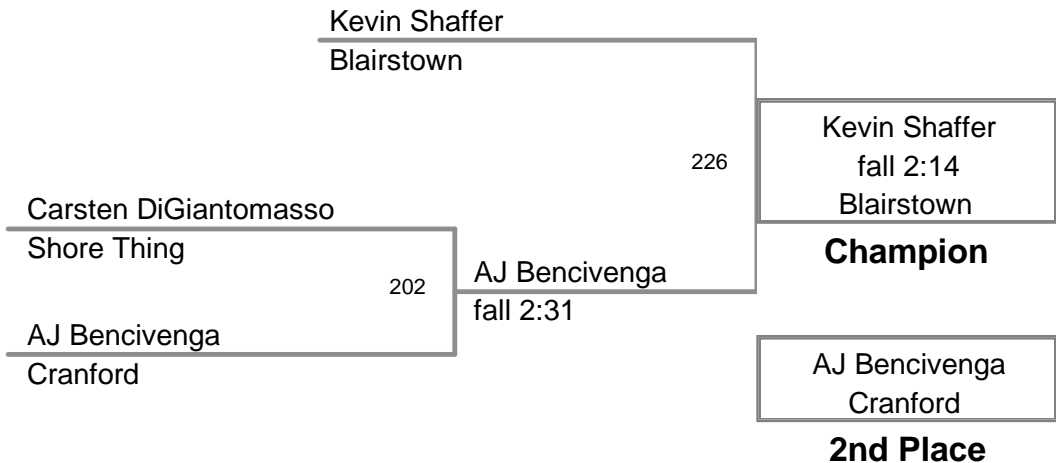 Kevin Shaffer
Blairstown
Kevin Shaffer
fall 2:14
Blairstown
Champion
226
Carsten DiGiantomasso
Shore Thing
202
AJ Bencivenga
fall 2:31
AJ Bencivenga
Cranford
AJ Bencivenga
Cranford
2nd Place